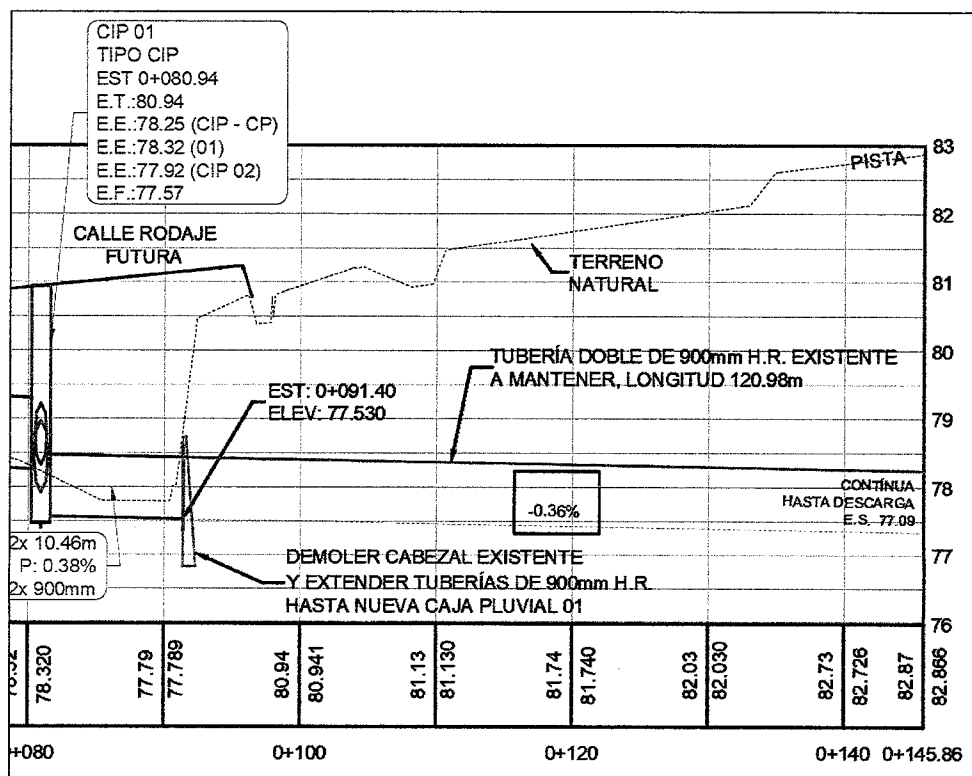 CIP 01
TIPO CIP
EST 0+080.94
E.T.:80.94
E.E.:78.25 (CIP - CP)
E.E.:78.32 (01)
E.E.:77.92 (CIP 02)
E.F.:77.57
83
PISTA
82
CALLE RODAJE
FUTURA
TERRENO
NATURAL
81
80
TUBERÍA DOBLE DE 900mm H.R. EXISTENTE
A MANTENER, LONGITUD 120.98m
EST: 0+091.40
ELEV: 77.530
79
78
CONTÍNUA
HASTA DESCARGA
E.S. 77.09
-0.36%
77
2x 10.46m
P: 0.38%
2x 900mm
DEMOLER CABEZAL EXISTENTE
Y EXTENDER TUBERÍAS DE 900mm H.R.
HASTA NUEVA CAJA PLUVIAL 01
76
78.320
77.79
77.789
80.94
80.941
81.13
81.130
81.74
81.740
82.03
82.030
82.73
82.726
82.87
82.866
+080
0+100
0+120
0+140
0+145.86